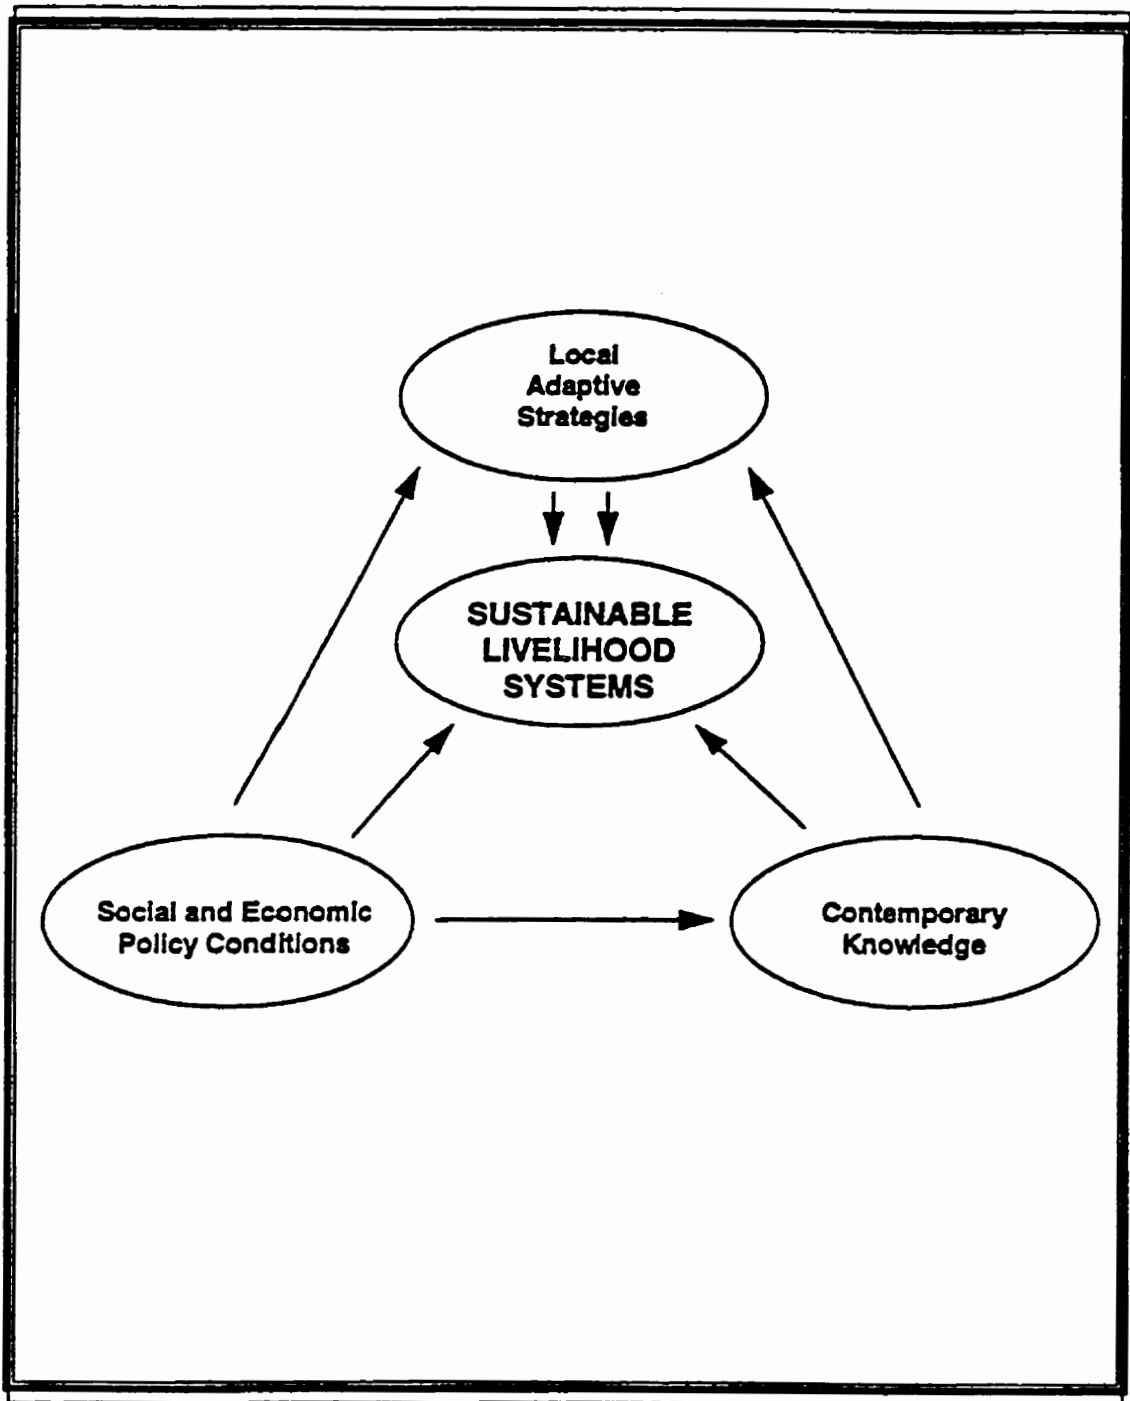 Local
Adaptive
Strategies
SUSTAINABLE
LIVELIHOOD
SYSTEMS
Social and Economic
Policy Conditions
Contemporary
Knowledge